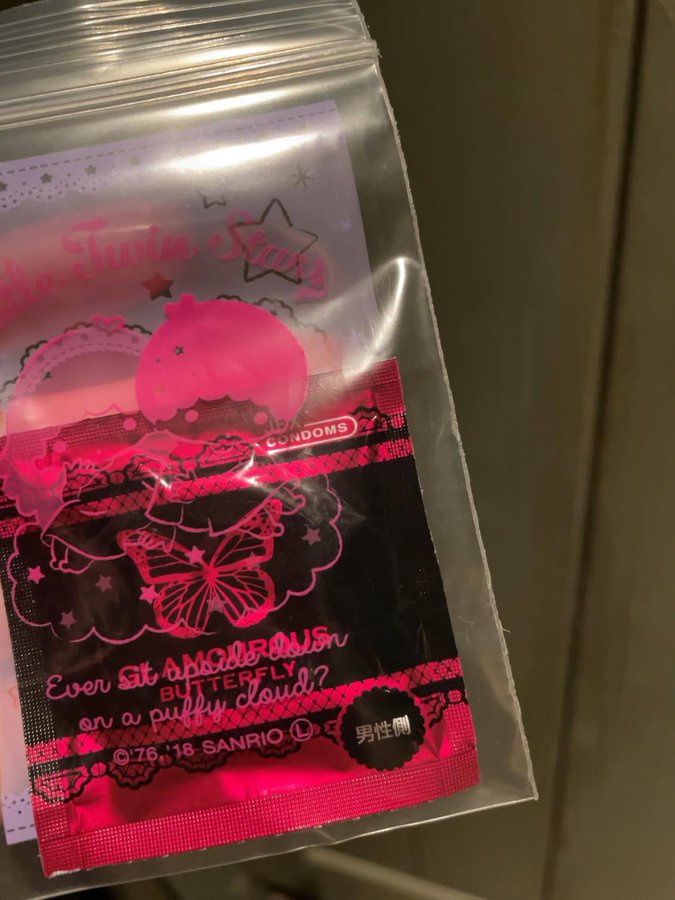 Twin Stars
CONDOMS
GLAMOUROUS
BUTTERFLY
Ever sit upside down
on a puffy cloud?
©'76 '18 SANRIO Ⓛ
男性側